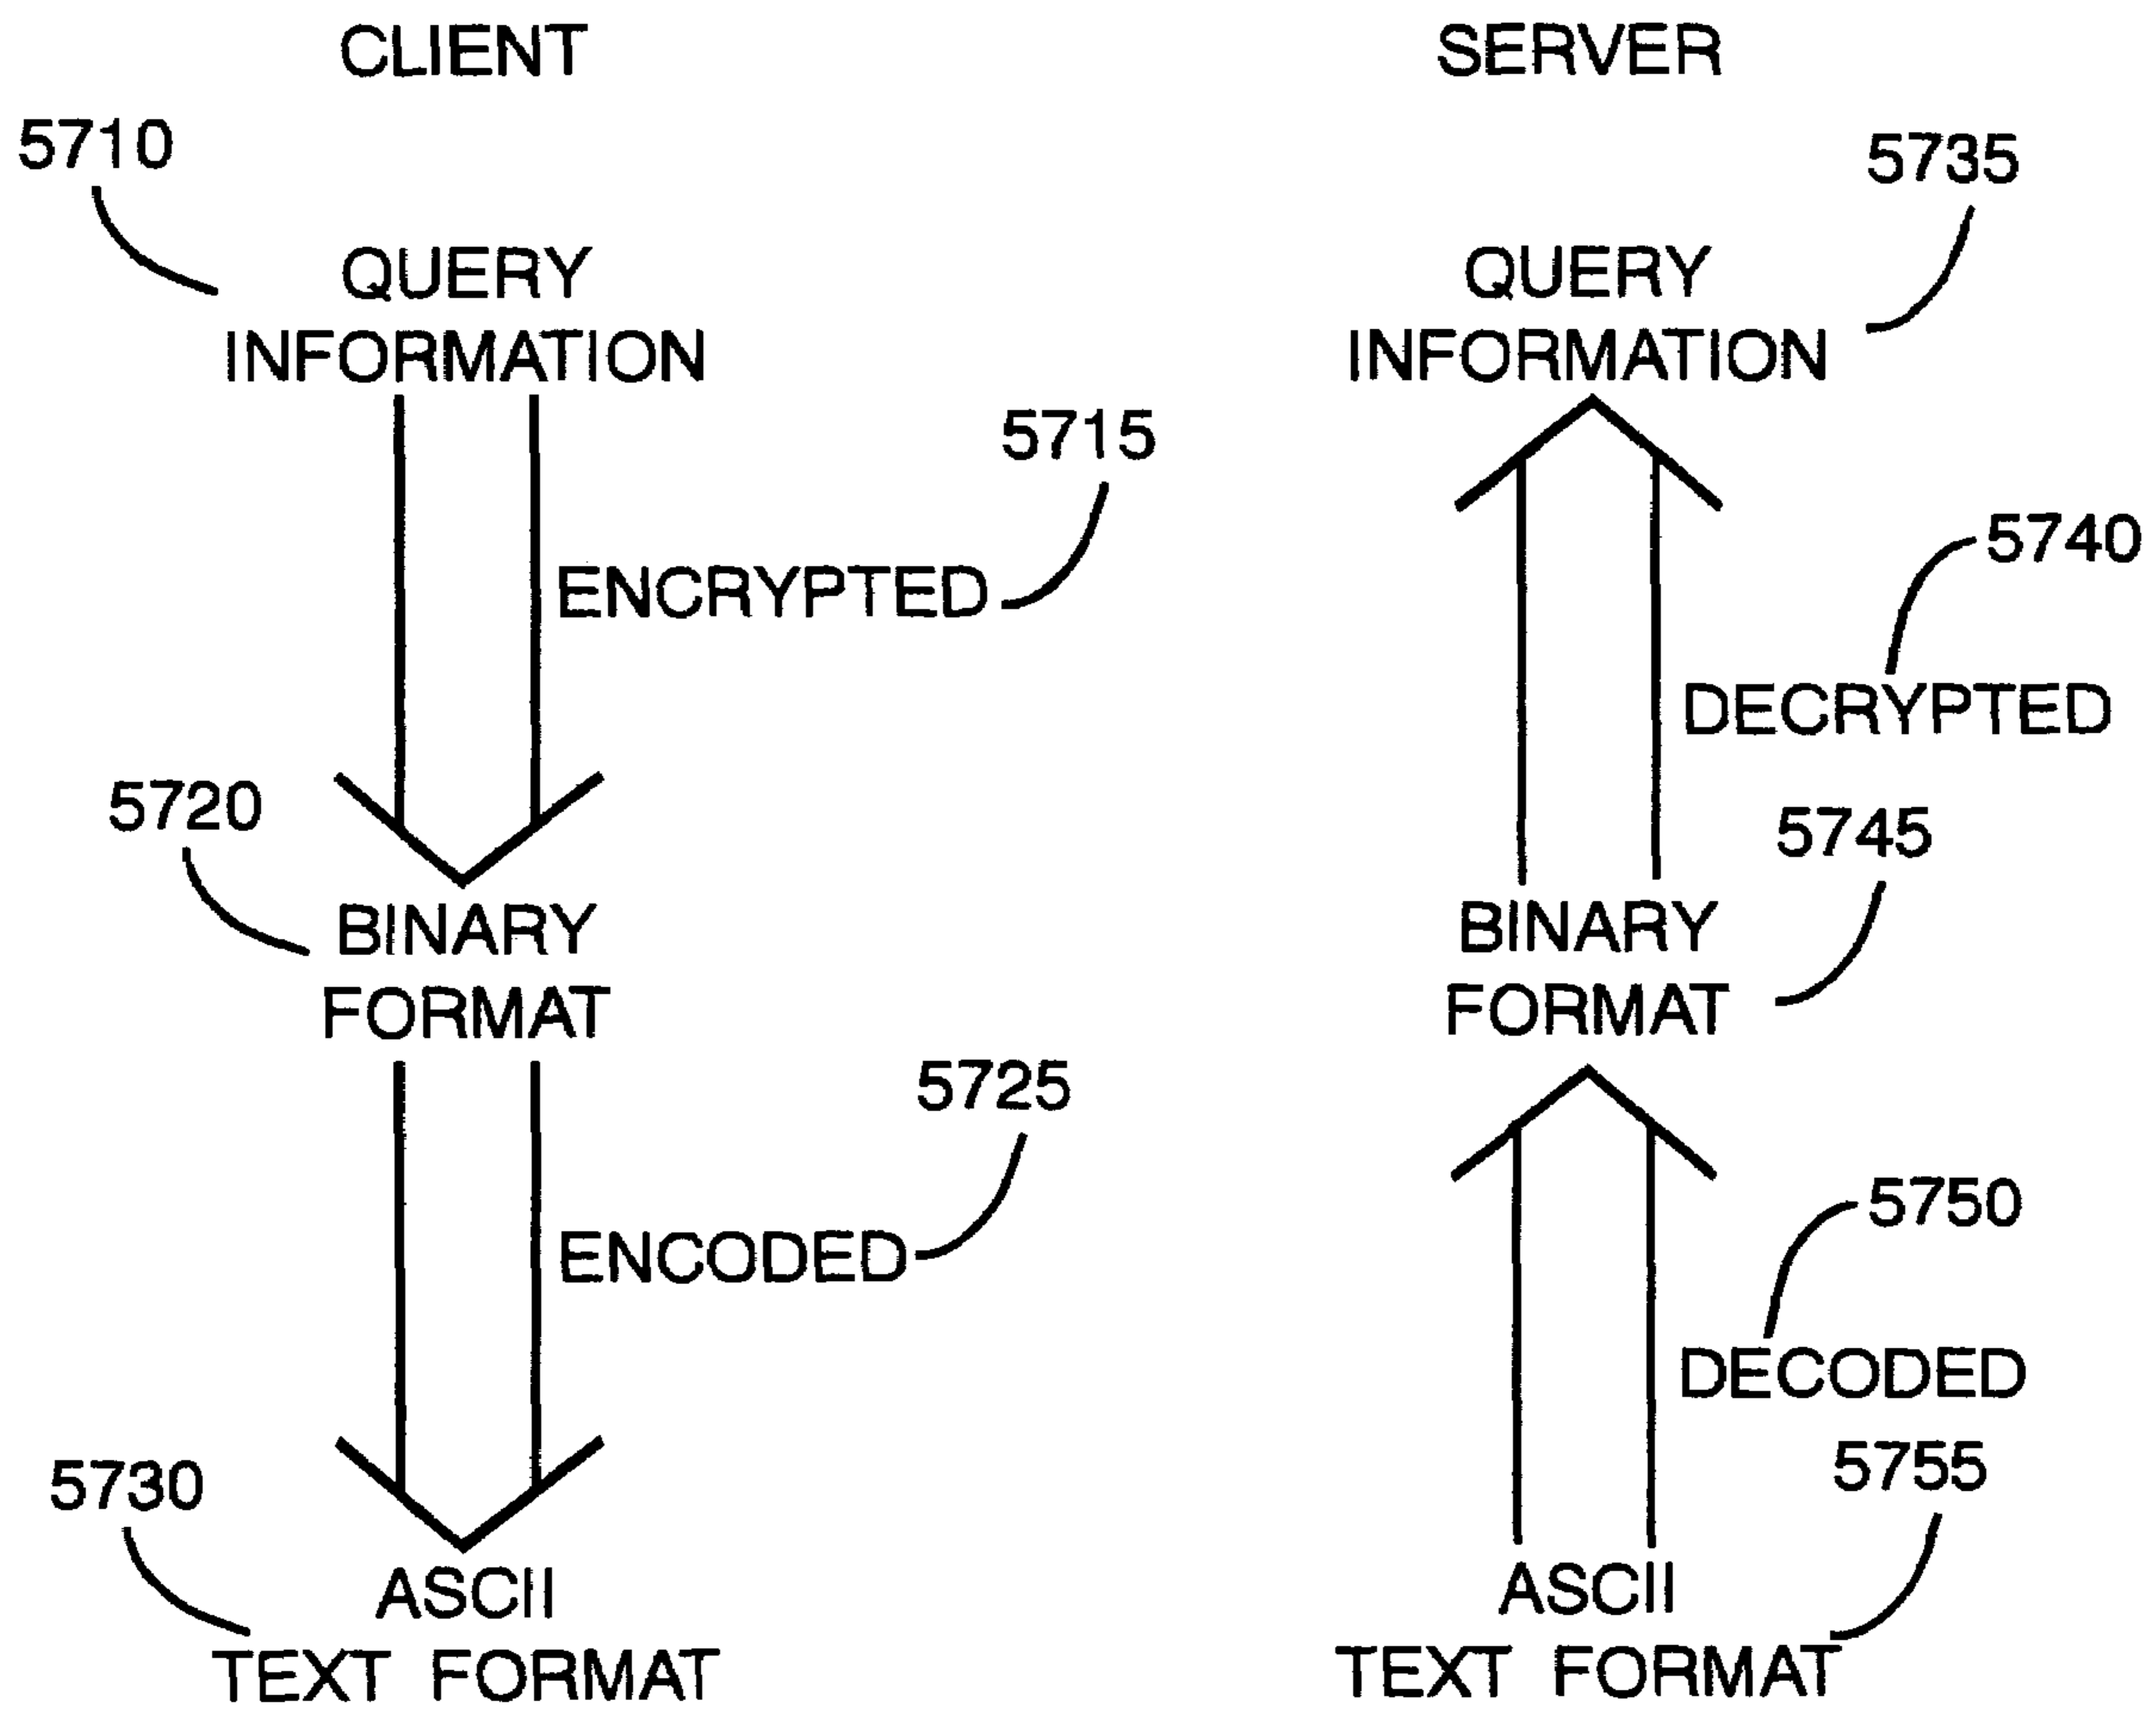 CLIENT
5710
QUERY
INFORMATION
5715
ENCRYPTED
5720
BINARY
FORMAT
5725
ENCODED
5730
ASCII
TEXT FORMAT
SERVER
5735
QUERY
INFORMATION
5740
DECRYPTED
5745
BINARY
FORMAT
5750
DECODED
5755
ASCII
TEXT FORMAT